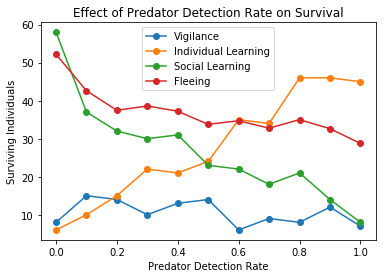 Effect of Predator Detection Rate on Survival
Vigilance
Individual Learning
Social Learning
Fleeing
Surviving Individuals
60
50
40
30
20
10
0.0 0.2 0.4 0.6 0.8 1.0
Predator Detection Rate